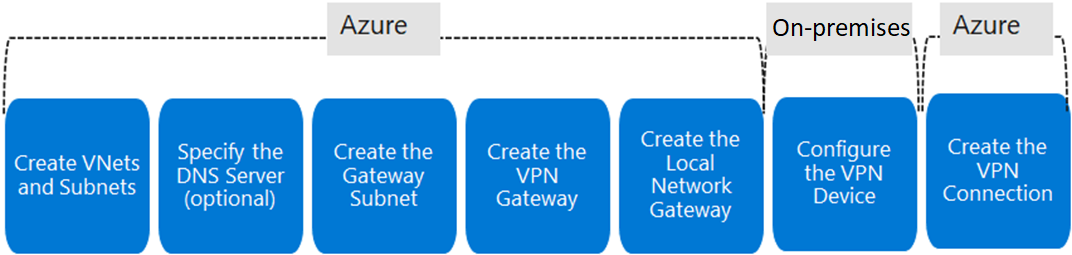 Azure
On-premises
Azure
Create VNets
and Subnets
Specify the
DNS Server
(optional)
Create the
Gateway
Subnet
Create the
VPN
Gateway
Create the
Local
Network
Gateway
Configure
the VPN
Device
Create the
VPN
Connection